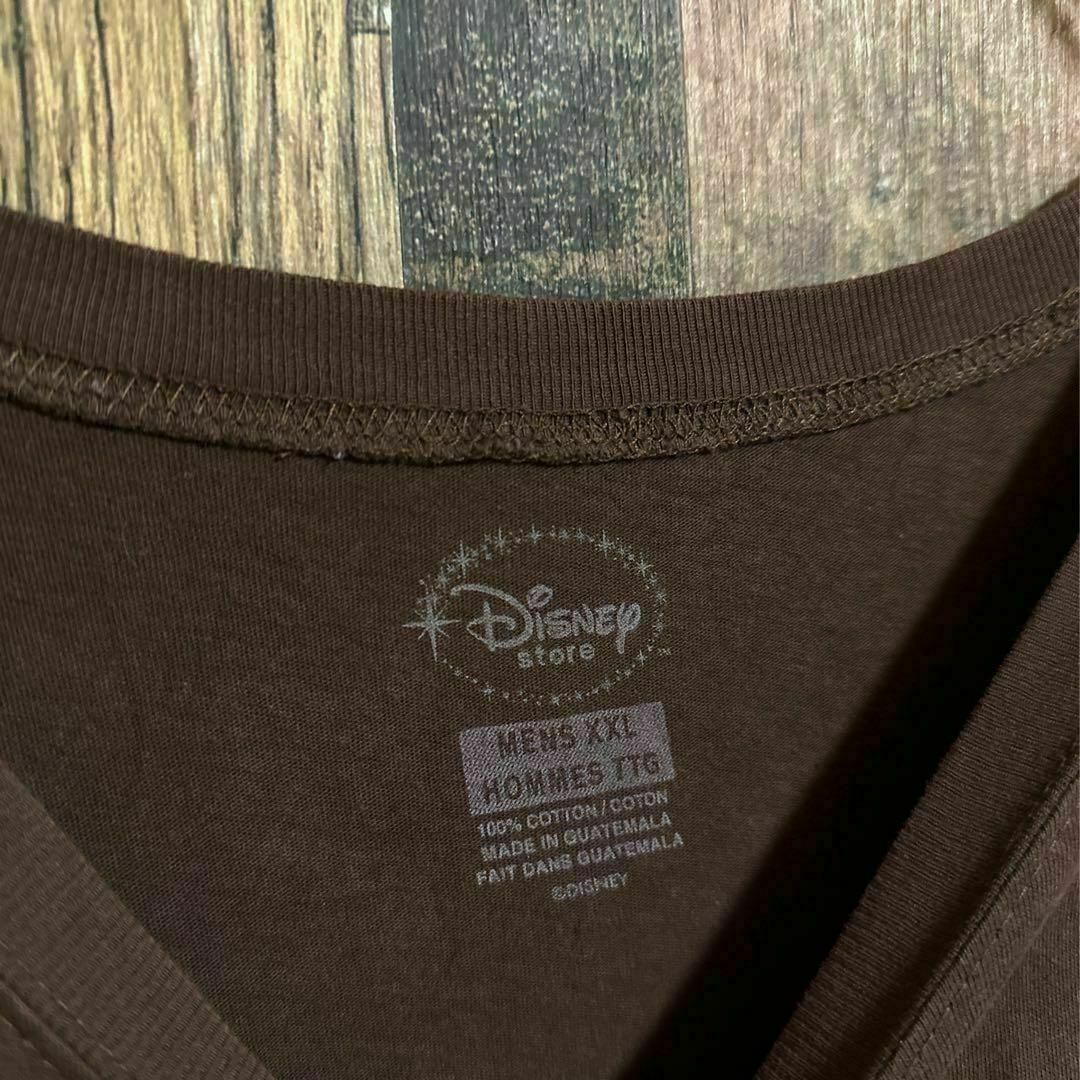 Disney
store
MENS XXL
HOMMES TTG
100% COTTON/COTON
MADE IN GUATEMALA
FAIT DANS GUATEMALA
©DISNEY